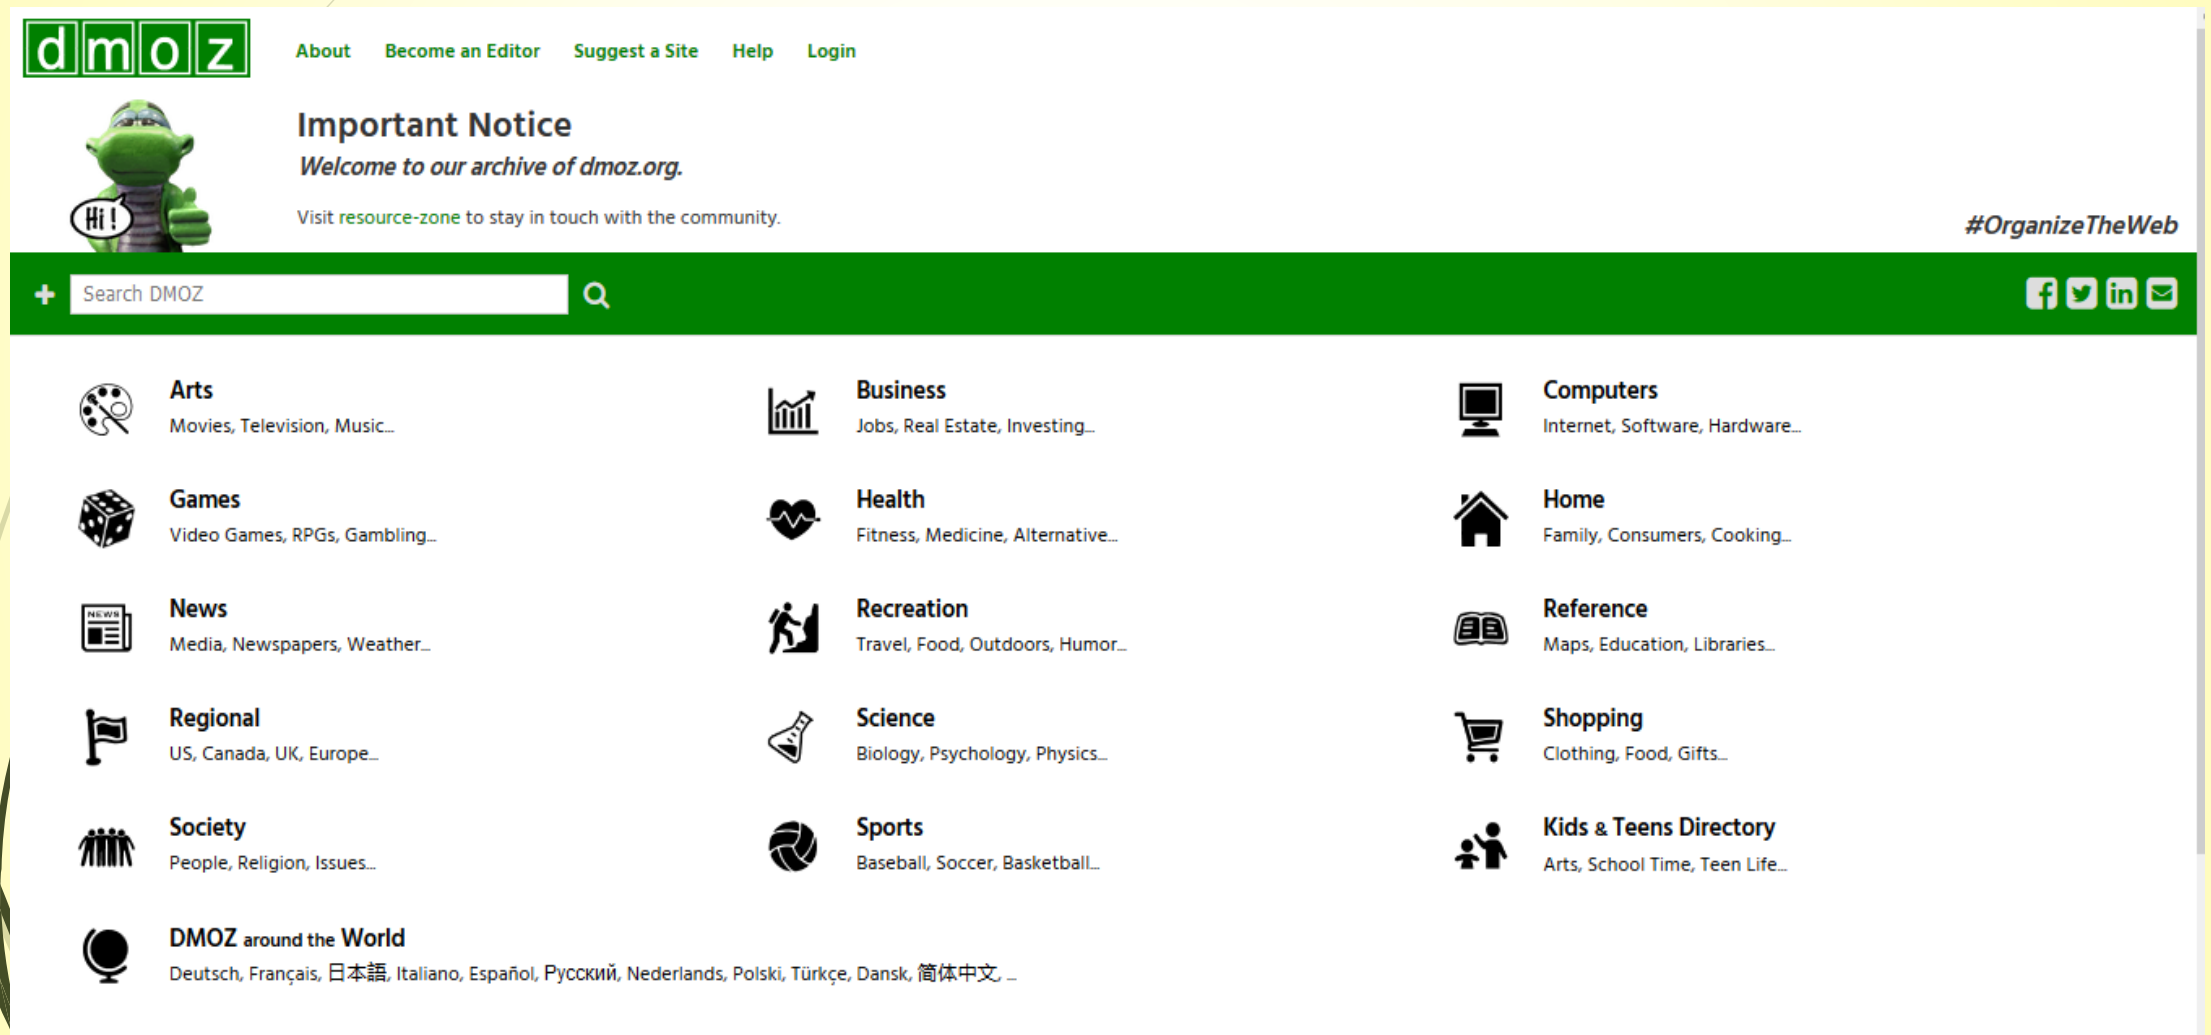 dmoz
About Become an Editor Suggest a Site Help Login
Important Notice
Welcome to our archive of dmoz.org.
Hi !
Visit resource-zone to stay in touch with the community.
#OrganizeTheWeb
Search DMOZ
Arts
Movies, Television, Music...
Business
Jobs, Real Estate, Investing...
Computers
Internet, Software, Hardware...
Games
Video Games, RPGs, Gambling...
Health
Fitness, Medicine, Alternative...
Home
Family, Consumers, Cooking...
NEWS
News
Media, Newspapers, Weather...
Recreation
Travel, Food, Outdoors, Humor...
Reference
Maps, Education, Libraries...
Regional
US, Canada, UK, Europe...
Science
Biology, Psychology, Physics...
Shopping
Clothing, Food, Gifts...
Society
People, Religion, Issues...
Sports
Baseball, Soccer, Basketball...
Kids & Teens Directory
Arts, School Time, Teen Life...
DMOZ around the World
Deutsch, Français, 日本語, Italiano, Español, Русский, Nederlands, Polski, Türkçe, Dansk, 简体中文, ...